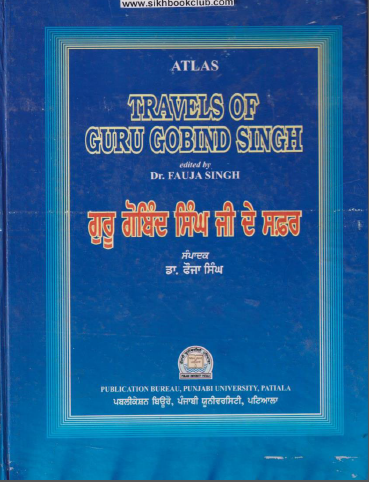 www.sikhbookclub.com
ATLAS
TRAVELS OF
GURU GOBIND SINGH
edited by
Dr. FAUJA SINGH
ਗੁਰੂ ਗੋਬਿੰਦ ਸਿੰਘ ਜੀ ਦੇ ਸਫ਼ਰ
ਸੰਪਾਦਕ
ਡਾ. ਫੌਜਾ ਸਿੰਘ
PUBLICATION BUREAU, PUNJABI UNIVERSITY, PATIALA
ਪਬਲੀਕੇਸ਼ਨ ਬਿਊਰੋ, ਪੰਜਾਬੀ ਯੂਨੀਵਰਸਿਟੀ, ਪਟਿਆਲਾ